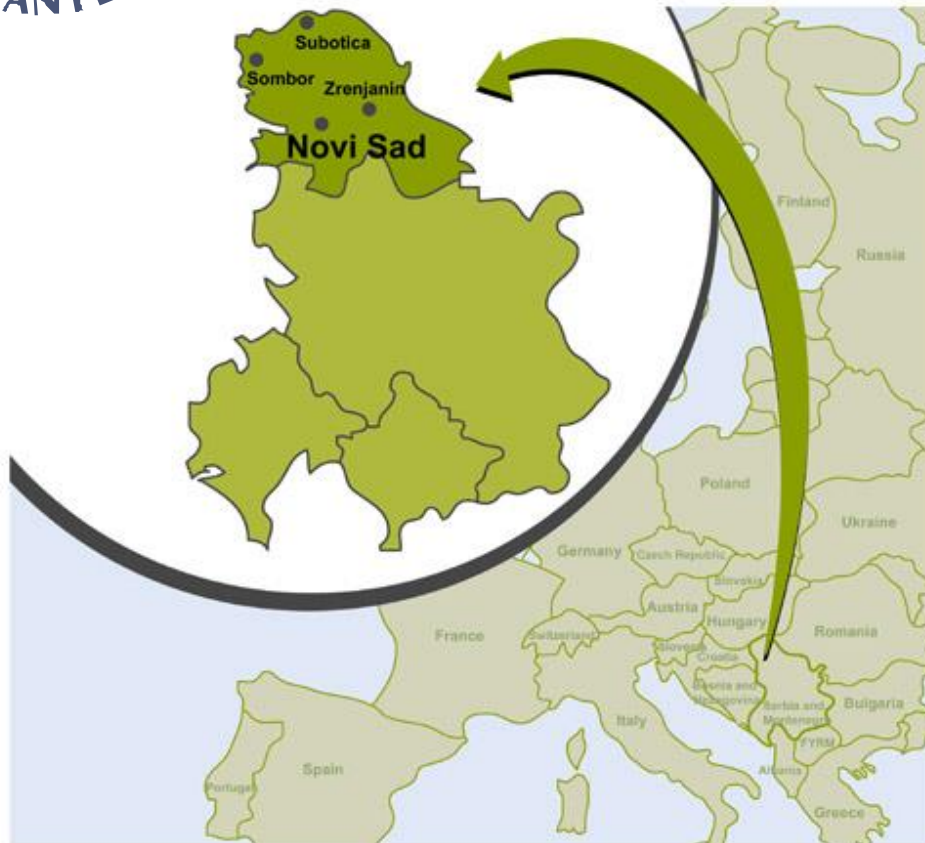 Subotica
Sombor
Zrenjanin
Novi Sad
Finland
Russia
Poland
Ukraine
Germany
Czech Republic
Slovakia
Austria
Hungary
France
Switzerland
Romania
Slovenia
Croatia
Bosnia and
Herzegovina
Serbia and
Montenegro
Bulgaria
Italy
FYRM
Spain
Albania
Portugal
Greece